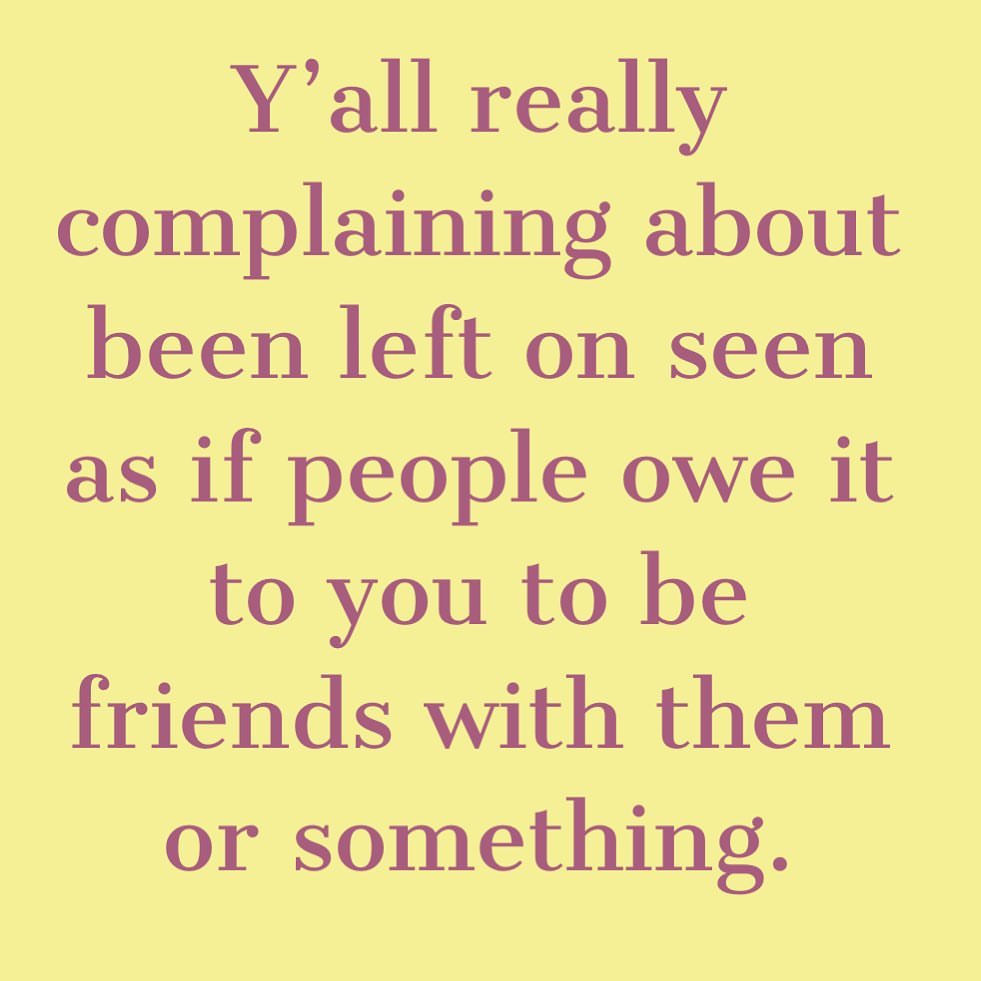 Y’all really
complaining about
been left on seen
as if people owe it
to you to be
friends with them
or something.